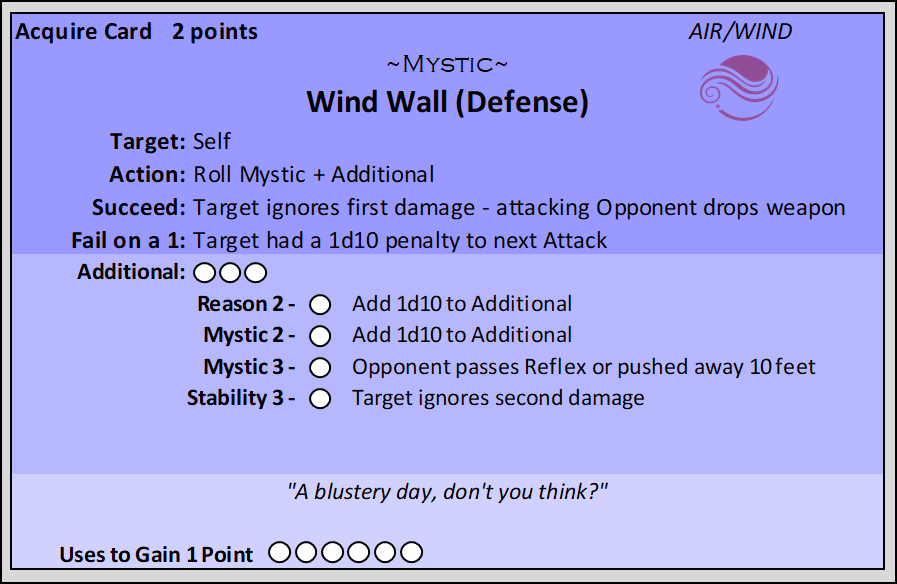 Acquire Card 2 points AIR/WIND
~Mystic~
Wind Wall (Defense)
Target: Self
Action: Roll Mystic + Additional
Succeed: Target ignores first damage - attacking Opponent drops weapon
Fail on a 1: Target had a 1d10 penalty to next Attack
Additional:
Reason 2 - Add 1d10 to Additional
Mystic 2 - Add 1d10 to Additional
Mystic 3 - Opponent passes Reflex or pushed away 10 feet
Stability 3 - Target ignores second damage
"A blustery day, don't you think?"
Uses to Gain 1 Point